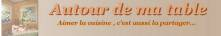 Autour de ma table
Aimer la cuisine , c'est aussi la partager...